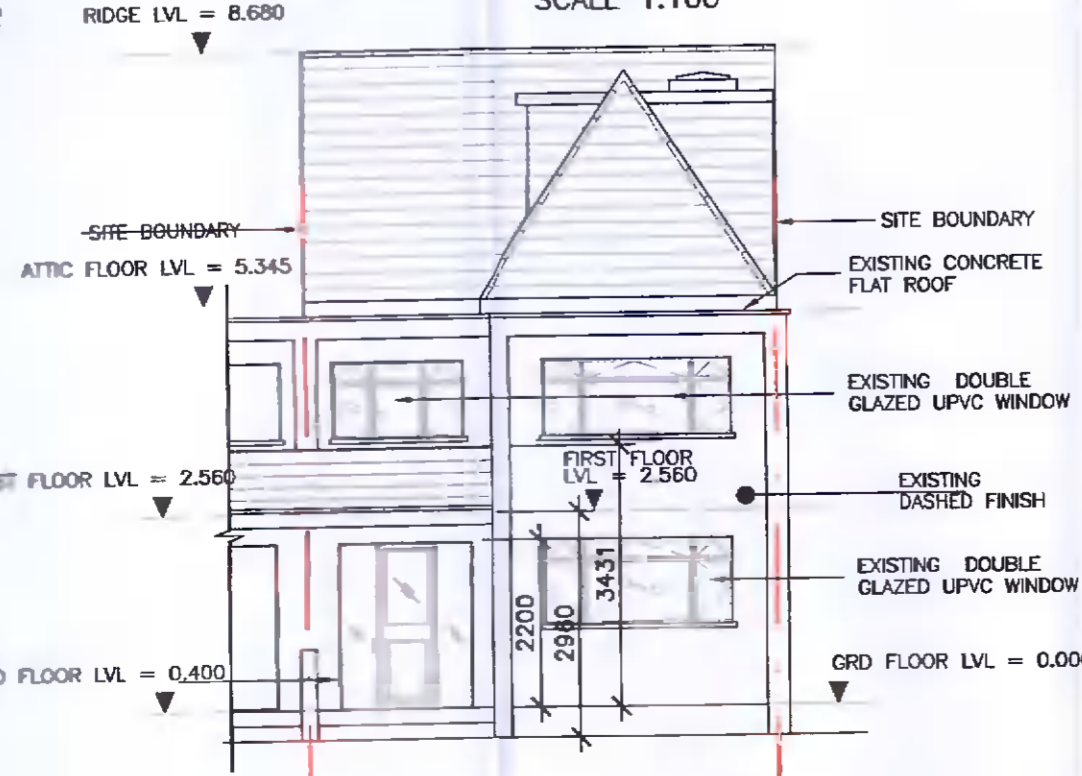 SCALE 1:100
RIDGE LVL = 8.680
SITE BOUNDARY
SITE BOUNDARY
ATTIC FLOOR LVL = 5.345
EXISTING CONCRETE
FLAT ROOF
EXISTING DOUBLE
GLAZED UPVC WINDOW
FLOOR LVL = 2.560
FIRST FLOOR
LVL = 2.560
EXISTING
DASHED FINISH
EXISTING DOUBLE
GLAZED UPVC WINDOW
2200
2980
3431
FLOOR LVL = 0.400
GRD FLOOR LVL = 0.00